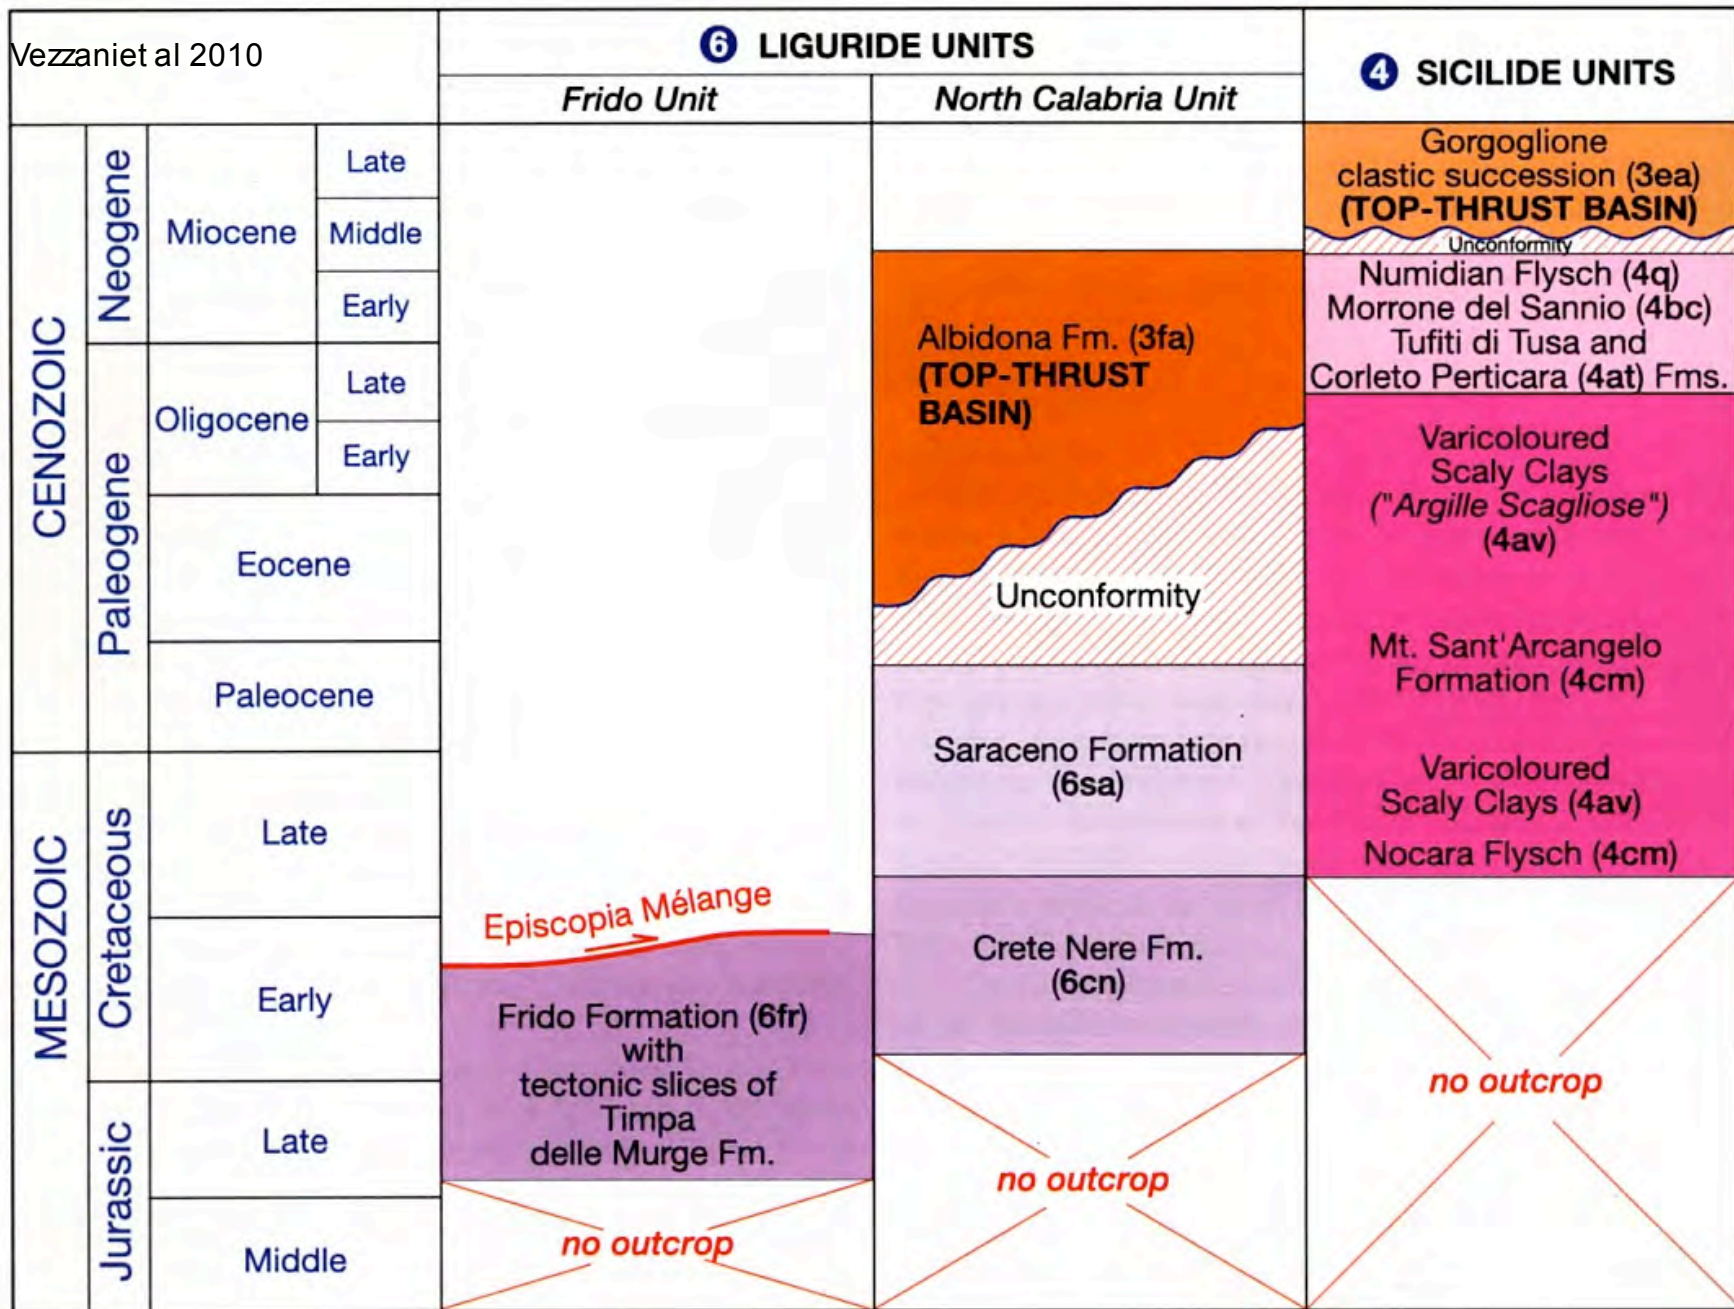 Vezzaniet al 2010
6 LIGURIDE UNITS
4 SICILIDE UNITS
Frido Unit
North Calabria Unit
CENOZOIC
Neogene
Miocene
Late
Middle
Early
Paleogene
Oligocene
Late
Early
Eocene
Paleocene
MESOZOIC
Cretaceous
Late
Early
Jurassic
Late
Middle
Episcopia Mélange
Frido Formation (6fr)
with
tectonic slices of
Timpa
delle Murge Fm.
no outcrop
Albidona Fm. (3fa)
(TOP-THRUST
BASIN)
Unconformity
Saraceno Formation
(6sa)
Crete Nere Fm.
(6cn)
no outcrop
Gorgoglione
clastic succession (3ea)
(TOP-THRUST BASIN)
Unconformity
Numidian Flysch (4q)
Morrone del Sannio (4bc)
Tufiti di Tusa and
Corleto Perticara (4at) Fms.
Varicoloured
Scaly Clays
("Argille Scagliose")
(4av)
Mt. Sant'Arcangelo
Formation (4cm)
Varicoloured
Scaly Clays (4av)
Nocara Flysch (4cm)
no outcrop